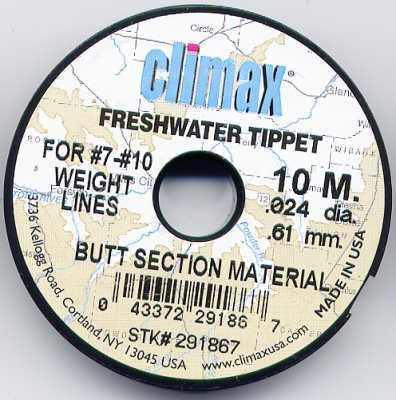 climax®
FRESHWATER TIPPET
FOR #7-#10
WEIGHT
LINES
10 M.
.024 dia.
.61 mm.
BUTT SECTION MATERIAL
0 43372 29186 7
STK# 291867
3736 Kellogg Road, Cortland, NY 13045 USA
www.climaxusa.com
MADE IN USA
Circle